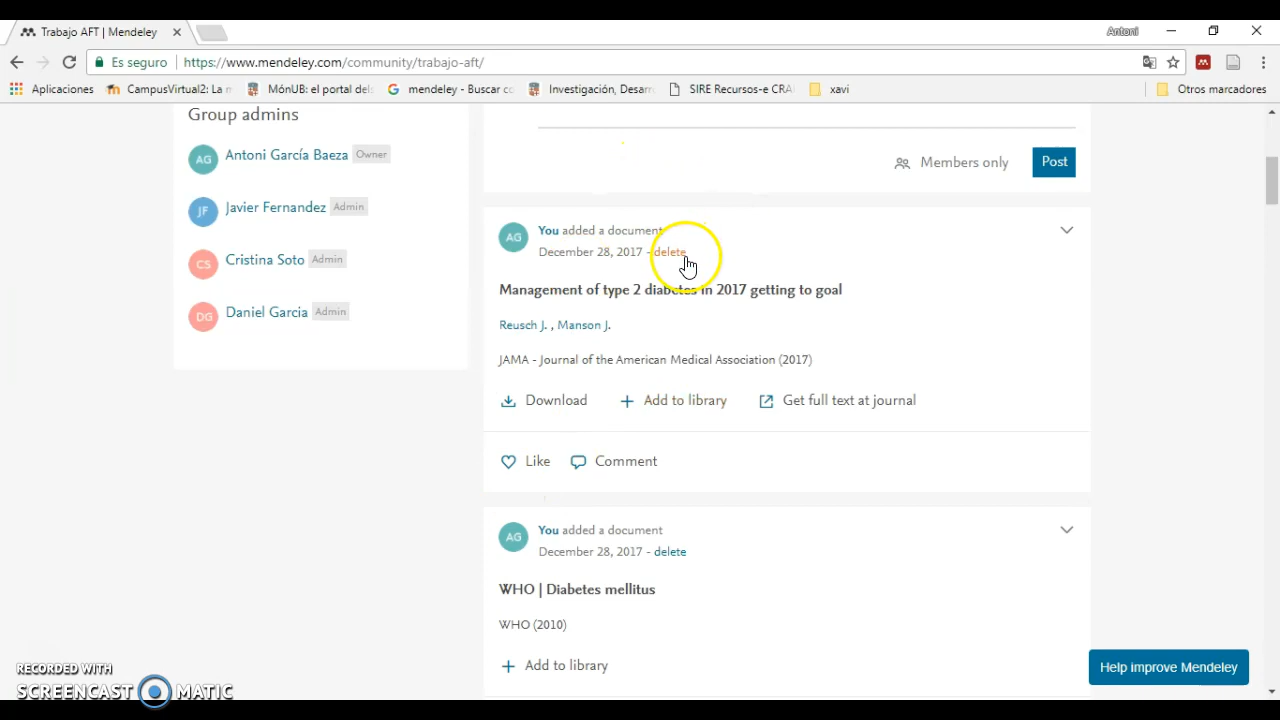 Trabajo AFT | Mendeley
Antoni
Es seguro
https://www.mendeley.com/community/trabajo-aft/
Aplicaciones
CampusVirtual2: La
MónUB: el portal de
mendeley - Buscar co
Investigación, Desarr
SIRE Recursos-e CRA
xavi
Otros marcadores
Group admins
AG Antoni García Baeza Owner
JF Javier Fernandez Admin
CS Cristina Soto Admin
DG Daniel Garcia Admin
Members only
Post
AG You added a document
December 28, 2017 - delete
Management of type 2 diabetes in 2017 getting to goal
Reusch J. , Manson J.
JAMA - Journal of the American Medical Association (2017)
Download + Add to library Get full text at journal
Like Comment
AG You added a document
December 28, 2017 - delete
WHO | Diabetes mellitus
WHO (2010)
+ Add to library
Help improve Mendeley
RECORDED WITH
SCREENCAST MATIC